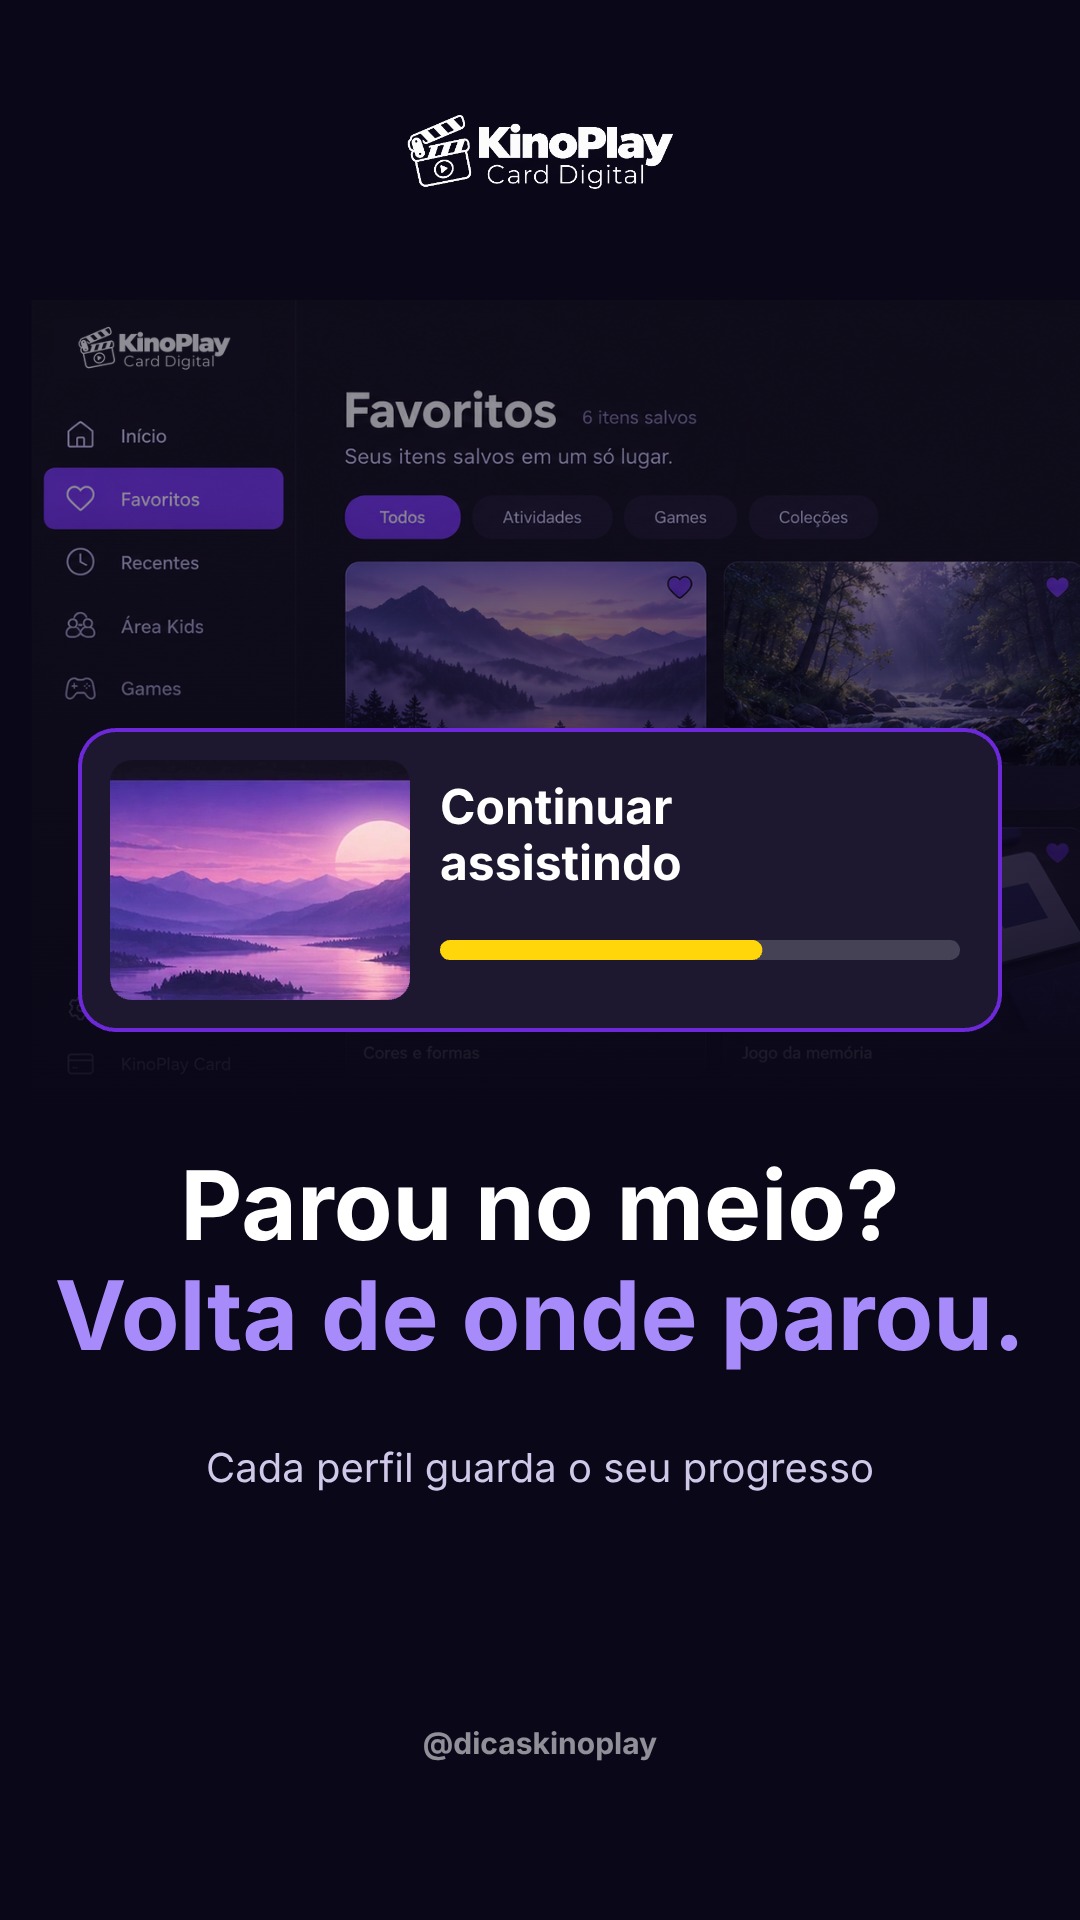 KinoPlay
Card Digital
KinoPlay
Card Digital
Início
Favoritos
Recentes
Área Kids
Games
Favoritos
6 itens salvos
Seus itens salvos em um só lugar.
Todos
Atividades
Games
Coleções
Continuar
assistindo
KinoPlay Card
Cores e formas
Jogo da memória
Parou no meio?
Volta de onde parou.
Cada perfil guarda o seu progresso
@dicaskinoplay